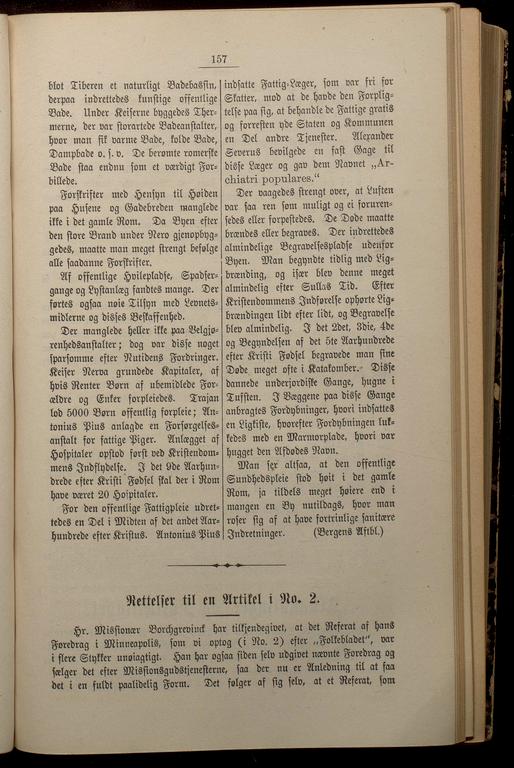 157
blot Tiberen et naturligt Badebassin,
derpaa indrettedes kunstige offentlige
Bade. Under Keiserne byggedes Ther-
merne, der var storartede Badeanstalter,
hvor man fik varme Bade, kolde Bade,
Dampbade o. s. v. De berømte romerske
Bade staa endnu som et værdigt For-
billede.
Forskrifter med Hensyn til Høiden
paa Husene og Gadebreden manglede
ikke i det gamle Rom. Da Byen efter
den store Brand under Nero gjenopbyg-
gedes, maatte man meget strengt befølge
alle saadanne Forskrifter.
Af offentlige Hvilepladse, Spadser-
gange og Lystanlæg fandtes mange. Der
førtes ogsaa nøie Tilsyn med Levnets-
midlerne og disses Beskaffenhed.
Der manglede heller ikke paa Velgjø-
renhedsanstalter; dog var disse noget
sparsomme efter Nutidens Fordringer.
Keiser Nerva grundede Kapitaler, af
hvis Renter Børn af ubemidlede For-
ældre og Enker forpleiedes. Trajan
lod 5000 Børn offentlig forpleie; An-
tonius Pius anlagde en Forsørgelses-
anstalt for fattige Piger. Anlægget af
Hospitaler opstod først ved Kristendom-
mens Indflydelse. I det 9de Aarhun-
drede efter Kristi Fødsel skal der i Rom
have været 20 Hospitaler.
For den offentlige Fattigpleie udret-
tedes en Del i Midten af det andet Aar-
hundrede efter Kristus. Antonius Pius
indsatte Fattig-Læger, som var fri for
Skatter, mod at de havde den Forplig-
telse paa sig, at behandle de Fattige gratis
og forresten yde Staten og Kommunen
en Del andre Tjenester. Alexander
Severus bevilgede en fast Gage til
disse Læger og gav dem Navnet „Ar-
chiatri populares.“
Der vaagedes strengt over, at Luften
var saa ren som muligt og ei foruren-
sedes eller forpestedes. De Døde maatte
brændes eller begraves. Der indrettedes
almindelige Begravelsespladse udenfor
Byen. Man begyndte tidlig med Lig-
brænding, og især blev denne meget
almindelig efter Sullas Tid. Efter
Kristendommens Indførelse ophørte Lig-
brændingen lidt efter lidt, og Begravelse
blev almindelig. I det 2det, 3die, 4de
og Begyndelsen af det 5te Aarhundrede
efter Kristi Fødsel begravede man sine
Døde meget ofte i Katakomber. Disse
dannede underjordiske Gange, hugne i
Tufsten. I Væggene paa disse Gange
anbragtes Fordybninger, hvori indsattes
en Ligkiste, hvorefter Fordybningen luk-
kedes med en Marmorplade, hvori var
hugget den Afdødes Navn.
Man ser altsaa, at den offentlige
Sundhedspleie stod høit i det gamle
Rom, ja tildels meget høiere end i
mangen en By nutildags, hvor man
roser sig af at have fortrinlige sanitære
Indretninger. (Bergens Aftbl.)
Rettelser til en Artikel i No. 2.
Hr. Missionær Borchgrevinck har tilkjendegivet, at det Referat af hans
Foredrag i Minneapolis, som vi optog (i No. 2) efter „Folkebladet“, var
i flere Stykker unøiagtigt. Han har ogsaa siden selv udgivet nævnte Foredrag og
sælger det efter Missionsgudstjenesterne, saa der nu er Anledning til at faa
det i en fuldt paalidelig Form. Det følger af sig selv, at et Referat, som